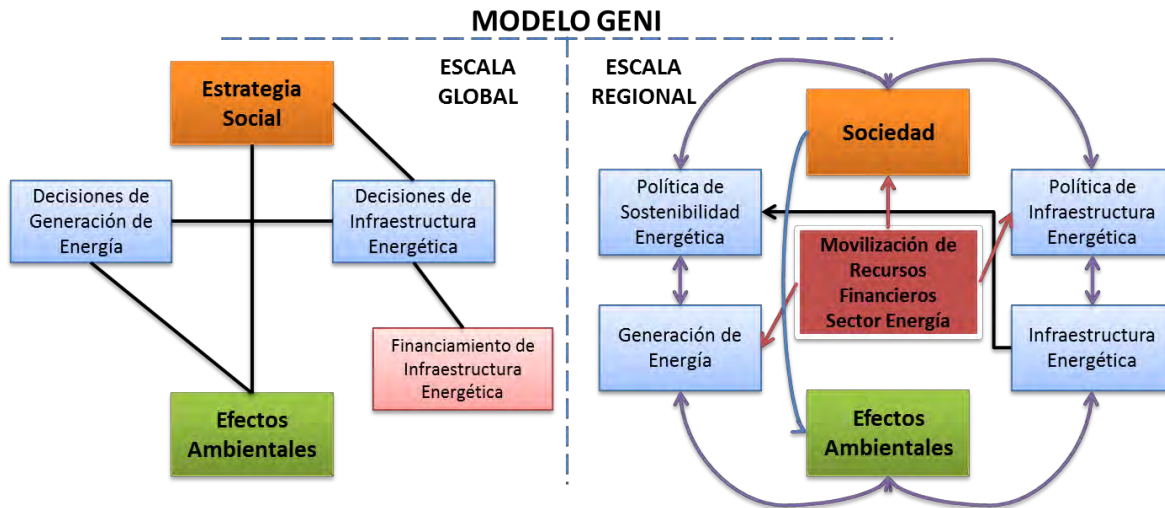 MODELO GENI
ESCALA
GLOBAL
Estrategia
Social
Decisiones de
Generación de
Energía
Decisiones de
Infraestructura
Energética
Financiamiento de
Infraestructura
Energética
Efectos
Ambientales
ESCALA
REGIONAL
Sociedad
Política de
Sostenibilidad
Energética
Política de
Infraestructura
Energética
Movilización de
Recursos
Financieros
Sector Energía
Generación de
Energía
Infraestructura
Energética
Efectos
Ambientales